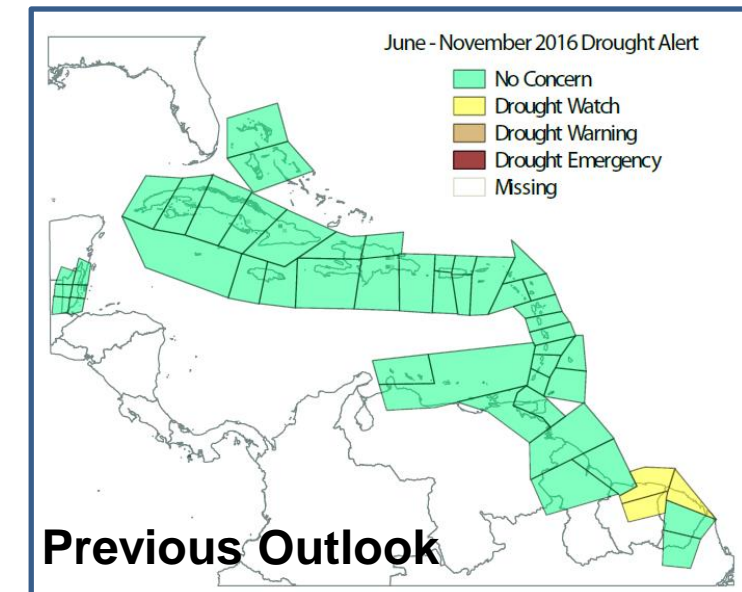 June - November 2016 Drought Alert
No Concern
Drought Watch
Drought Warning
Drought Emergency
Missing
Previous Outlook